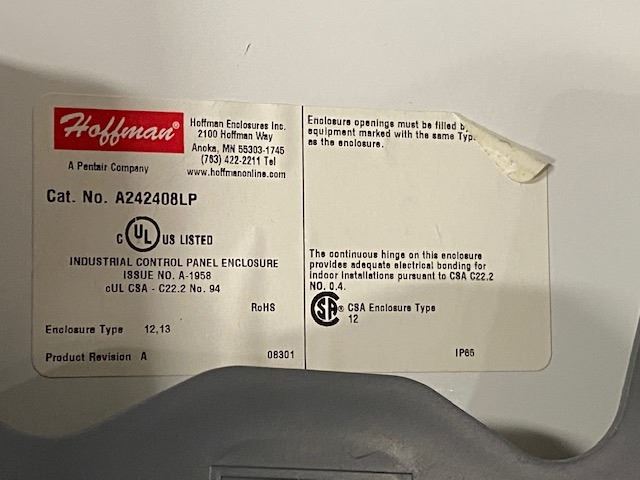 Hoffman®
Hoffman Enclosures Inc.
2100 Hoffman Way
Anoka, MN 55303-1745
(763) 422-2211 Tel
www.hoffmanonline.com
A Pentair Company
Cat. No. A242408LP
C UL US LISTED
INDUSTRIAL CONTROL PANEL ENCLOSURE
ISSUE NO. A-1958
cUL CSA - C22.2 No. 94
RoHS
Enclosure Type 12,13
Product Revision A 08301
Enclosure openings must be filled
equipment marked with the same
as the enclosure.
The continuous hinge on this enclosure
provides adequate electrical bonding for
indoor installations pursuant to CSA C22.2
NO. 0.4.
SA® CSA Enclosure Type
12
IP65